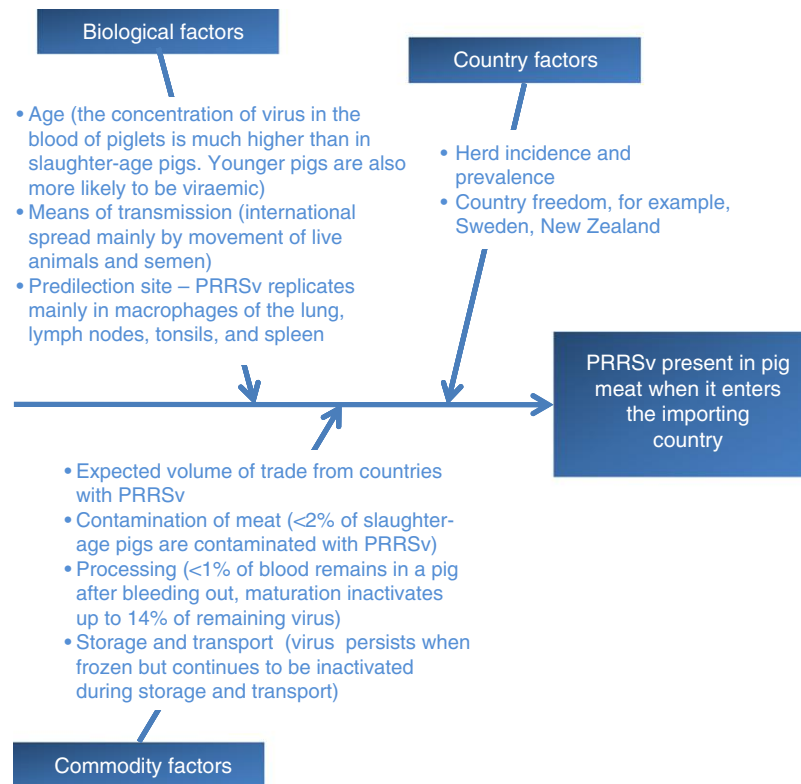 Biological factors
Country factors
• Age (the concentration of virus in the
blood of piglets is much higher than in
slaughter-age pigs. Younger pigs are also
more likely to be viraemic)
• Means of transmission (international
spread mainly by movement of live
animals and semen)
• Predilection site – PRRSv replicates
mainly in macrophages of the lung,
lymph nodes, tonsils, and spleen
• Herd incidence and
prevalence
• Country freedom, for example,
Sweden, New Zealand
PRRSv present in pig
meat when it enters
the importing
country
• Expected volume of trade from countries
with PRRSv
• Contamination of meat (<2% of slaughter-
age pigs are contaminated with PRRSv)
• Processing (<1% of blood remains in a pig
after bleeding out, maturation inactivates
up to 14% of remaining virus)
• Storage and transport (virus persists when
frozen but continues to be inactivated
during storage and transport)
Commodity factors